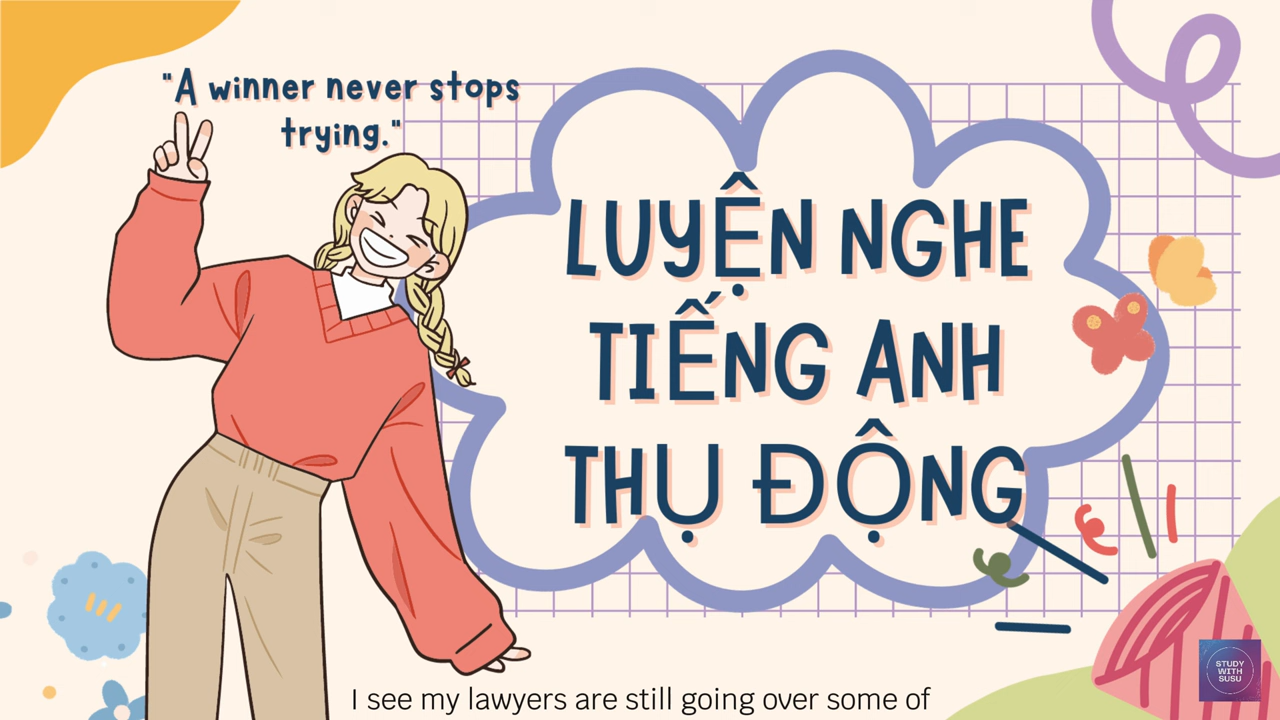 "A winner never stops
trying."
LUYỆN NGHE
TIẾNG ANH
THỤ ĐỘNG
I see my lawyers are still going over some of
STUDY
WITH
SUSU